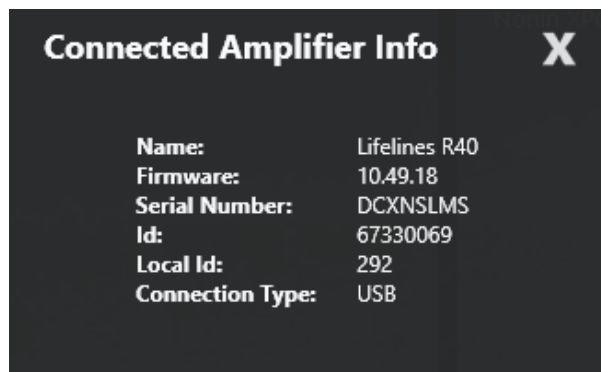 Connected Amplifier Info X
Name: Lifelines R40
Firmware: 10.49.18
Serial Number: DCXNSLMS
Id: 67330069
Local Id: 292
Connection Type: USB